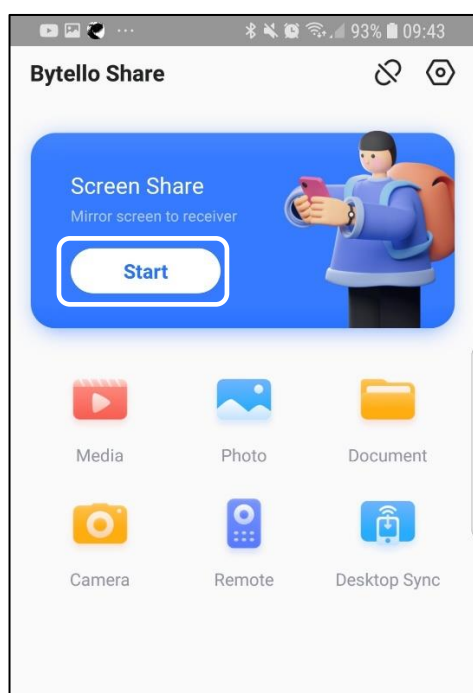 93% 09:43
Bytello Share
Screen Share
Mirror screen to receiver
Start
Media Photo Document
Camera Remote Desktop Sync